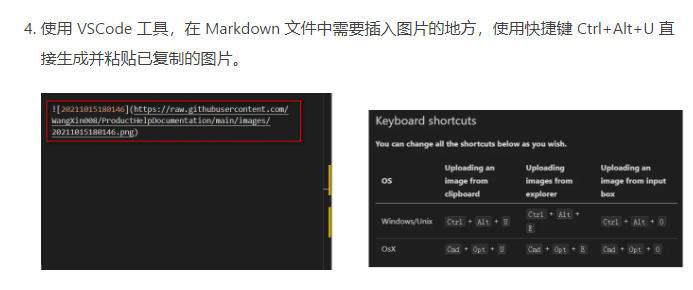 4. 使用 VSCode 工具，在 Markdown 文件中需要插入图片的地方，使用快捷键 Ctrl+Alt+U 直
接生成并粘贴已复制的图片。
![20211015180146](https://raw.githubusercontent.com/
WangXin008/ProductHelpDocumentation/main/images/
20211015180146.png)
Keyboard shortcuts
You can change all the shortcuts below as you wish.
OS Uploading an image from clipboard Uploading images from explorer Uploading an image from input box
Windows/Unix Ctrl + Alt + U Ctrl + Alt + E Ctrl + Alt + O
OsX Cmd + Opt + U Cmd + Opt + E Cmd + Opt + O